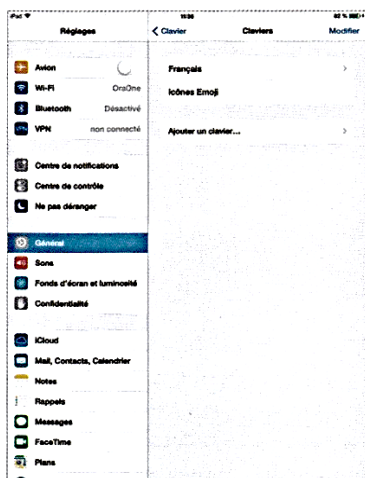 iPad
11:36
82 %
Réglages
Clavier
Claviers
Modifier
Avion
Wi-Fi
OraOne
Bluetooth
Désactivé
VPN
non connecté
Centre de notifications
Centre de contrôle
Ne pas déranger
Général
Sons
Fonds d'écran et luminosité
Confidentialité
iCloud
Mail, Contacts, Calendrier
Notes
Rappels
Messages
FaceTime
Plans
Français
Icônes Emoji
Ajouter un clavier...